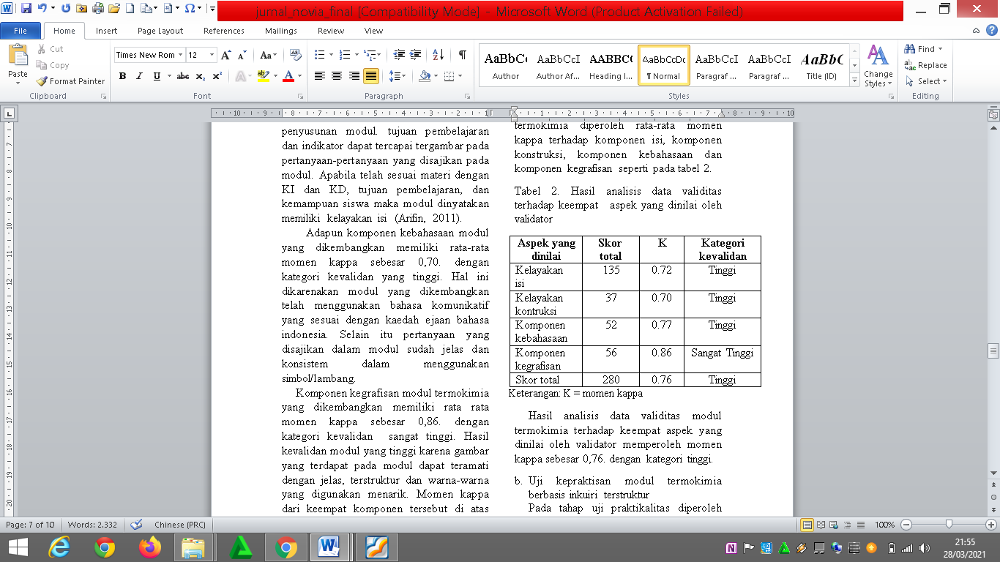 jurnal_novia_final [Compatibility Mode] - Microsoft Word (Product Activation Failed)
File Home Insert Page Layout References Mailings Review View
Paste
Cut
Copy
Format Painter
Clipboard
Times New Rom 12
Font
Paragraph
AaBbCc AaBbCcI AABBC AaBbCcDc AaBbCcI AaBbCcI AaBbC
Author Author Af... Heading 1... ¶ Normal Paragraf ... Paragraf ... Title (ID)
Styles
Change
Styles
Find
Replace
Select
Editing
penyusunan modul. tujuan pembelajaran
dan indikator dapat tercapai tergambar pada
pertanyaan-pertanyaan yang disajikan pada
modul. Apabila telah sesuai materi dengan
KI dan KD, tujuan pembelajaran, dan
kemampuan siswa maka modul dinyatakan
memiliki kelayakan isi (Arifin, 2011).
Adapun komponen kebahasaan modul
yang dikembangkan memiliki rata-rata
momen kappa sebesar 0,70. dengan
kategori kevalidan yang tinggi. Hal ini
dikarenakan modul yang dikembangkan
telah menggunakan bahasa komunikatif
yang sesuai dengan kaedah ejaan bahasa
indonesia. Selain itu pertanyaan yang
disajikan dalam modul sudah jelas dan
konsistem dalam menggunakan
simbol/lambang.
Komponen kegrafisan modul termokimia
yang dikembangkan memiliki rata rata
momen kappa sebesar 0,86. dengan
kategori kevalidan sangat tinggi. Hasil
kevalidan modul yang tinggi karena gambar
yang terdapat pada modul dapat teramati
dengan jelas, terstruktur dan warna-warna
yang digunakan menarik. Momen kappa
dari keempat komponen tersebut di atas
termokimia diperoleh rata-rata momen
kappa terhadap komponen isi, komponen
konstruksi, komponen kebahasaan dan
komponen kegrafisan seperti pada tabel 2.
Tabel 2. Hasil analisis data validitas
terhadap keempat aspek yang dinilai oleh
validator
Aspek yang dinilai Skor total K Kategori kevalidan
Kelayakan isi 135 0.72 Tinggi
Kelayakan kontruksi 37 0.70 Tinggi
Komponen kebahasaan 52 0.77 Tinggi
Komponen kegrafisan 56 0.86 Sangat Tinggi
Skor total 280 0.76 Tinggi
Keterangan: K = momen kappa
Hasil analisis data validitas modul
termokimia terhadap keempat aspek yang
dinilai oleh validator memperoleh momen
kappa sebesar 0,76. dengan kategori tinggi.
b. Uji kepraktisan modul termokimia
berbasis inkuiri terstruktur
Pada tahap uji praktikalitas diperoleh
Page: 7 of 10 Words: 2.332 Chinese (PRC) 100%
21:55
28/03/2021